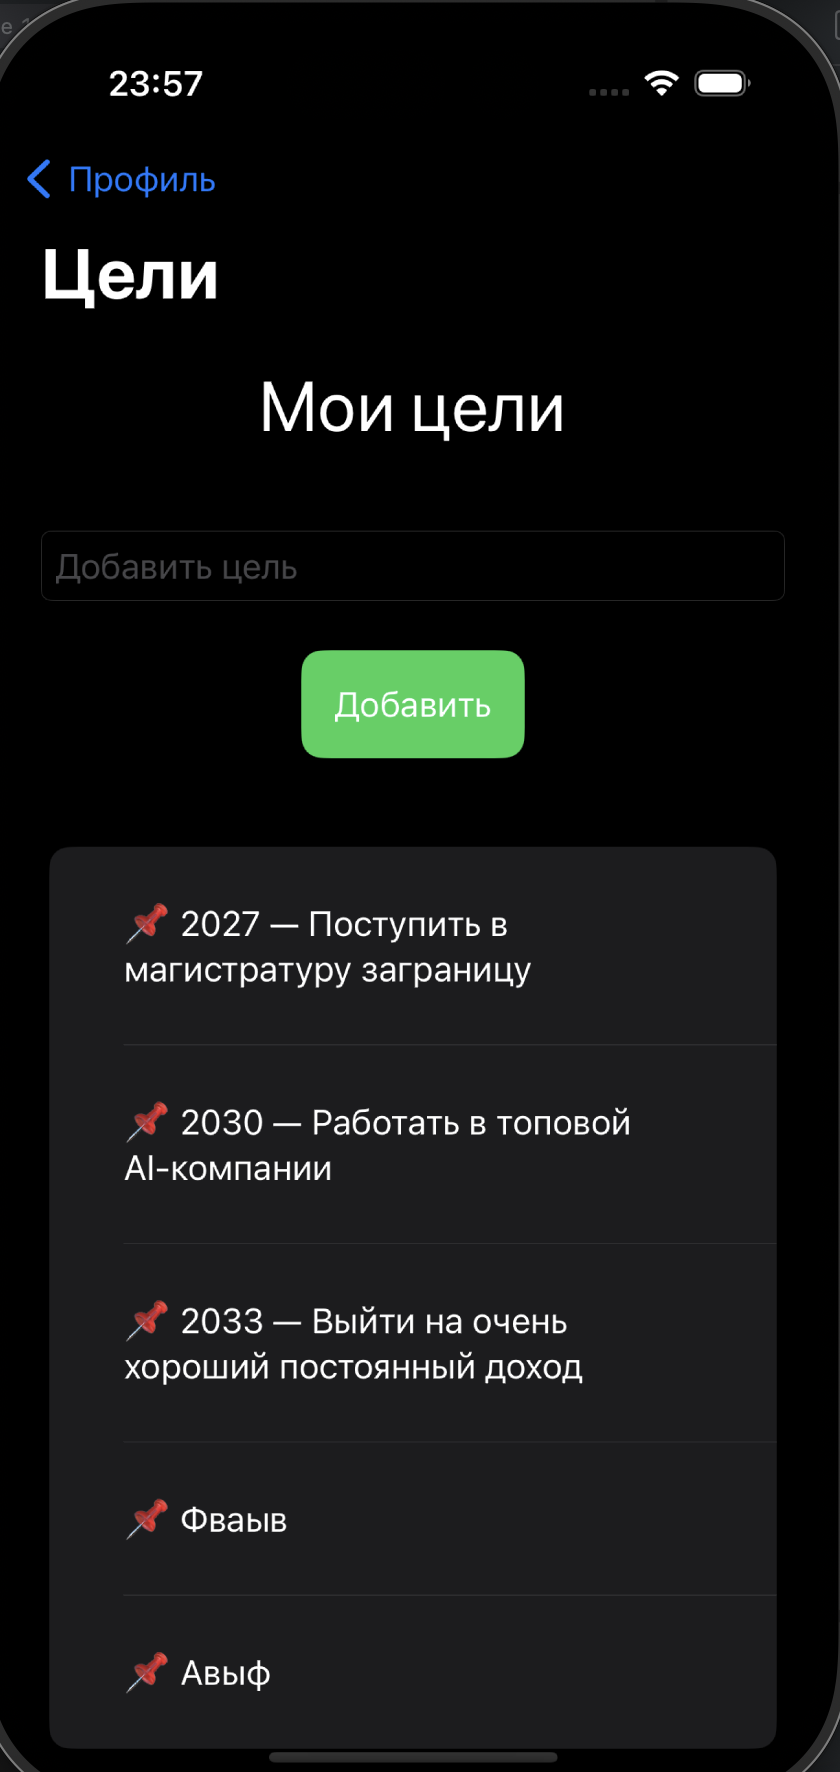 23:57
Профиль
Цели
Мои цели
Добавить цель
Добавить
📌 2027 — Поступить в
магистратуру заграницу
📌 2030 — Работать в топовой
AI-компании
📌 2033 — Выйти на очень
хороший постоянный доход
📌 Фваыв
📌 Авыф